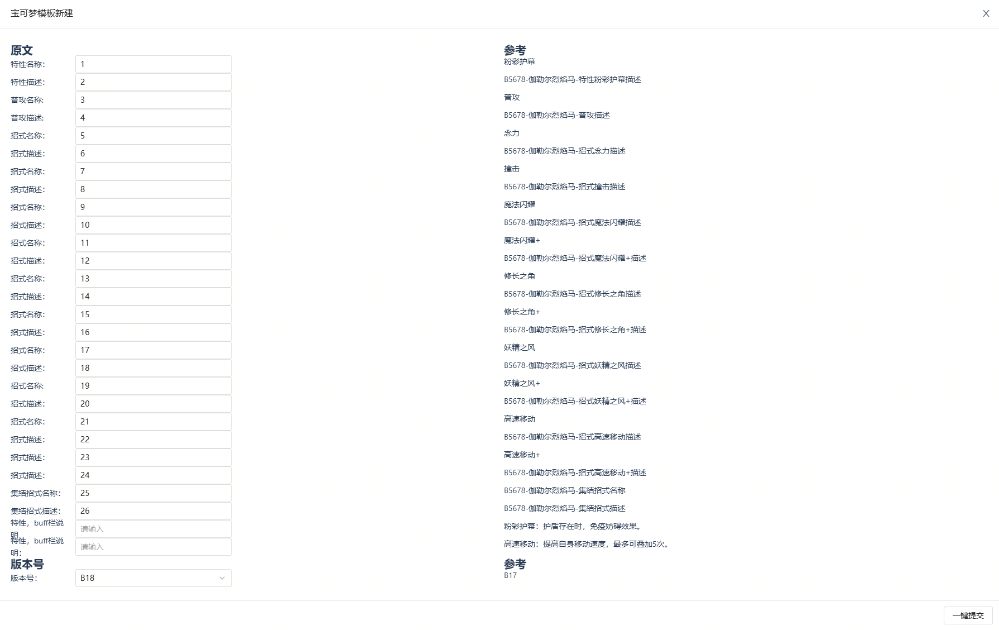 宝可梦模板新建
X
原文
参考
特性名称：
1
粉彩护幕
特性描述：
2
B5678-伽勒尔烈焰马-特性粉彩护幕描述
普攻名称:
3
普攻
普攻描述:
4
B5678-伽勒尔烈焰马-普攻描述
招式名称：
5
念力
招式描述：
6
B5678-伽勒尔烈焰马-招式念力描述
招式名称：
7
撞击
招式描述：
8
B5678-伽勒尔烈焰马-招式撞击描述
招式名称：
9
魔法闪耀
招式描述：
10
B5678-伽勒尔烈焰马-招式魔法闪耀描述
招式名称：
11
魔法闪耀+
招式描述：
12
B5678-伽勒尔烈焰马-招式魔法闪耀+描述
招式名称：
13
修长之角
招式描述：
14
B5678-伽勒尔烈焰马-招式修长之角描述
招式名称：
15
修长之角+
招式描述：
16
B5678-伽勒尔烈焰马-招式修长之角+描述
招式名称：
17
妖精之风
招式描述：
18
B5678-伽勒尔烈焰马-招式妖精之风描述
招式名称:
19
妖精之风+
招式描述：
20
B5678-伽勒尔烈焰马-招式妖精之风+描述
招式名称：
21
高速移动
招式描述：
22
B5678-伽勒尔烈焰马-招式高速移动描述
招式描述：
23
高速移动+
招式描述：
24
B5678-伽勒尔烈焰马-招式高速移动+描述
集结招式名称：
25
B5678-伽勒尔烈焰马-集结招式名称
集结招式描述：
26
B5678-伽勒尔烈焰马-集结招式描述
特性，buff栏说
明
请输入
粉彩护幕：护盾存在时，免疫妨碍效果。
特性，buff栏说
明：
请输入
高速移动：提高自身移动速度，最多可叠加5次。
版本号
参考
版本号：
B18
B17
一键提交